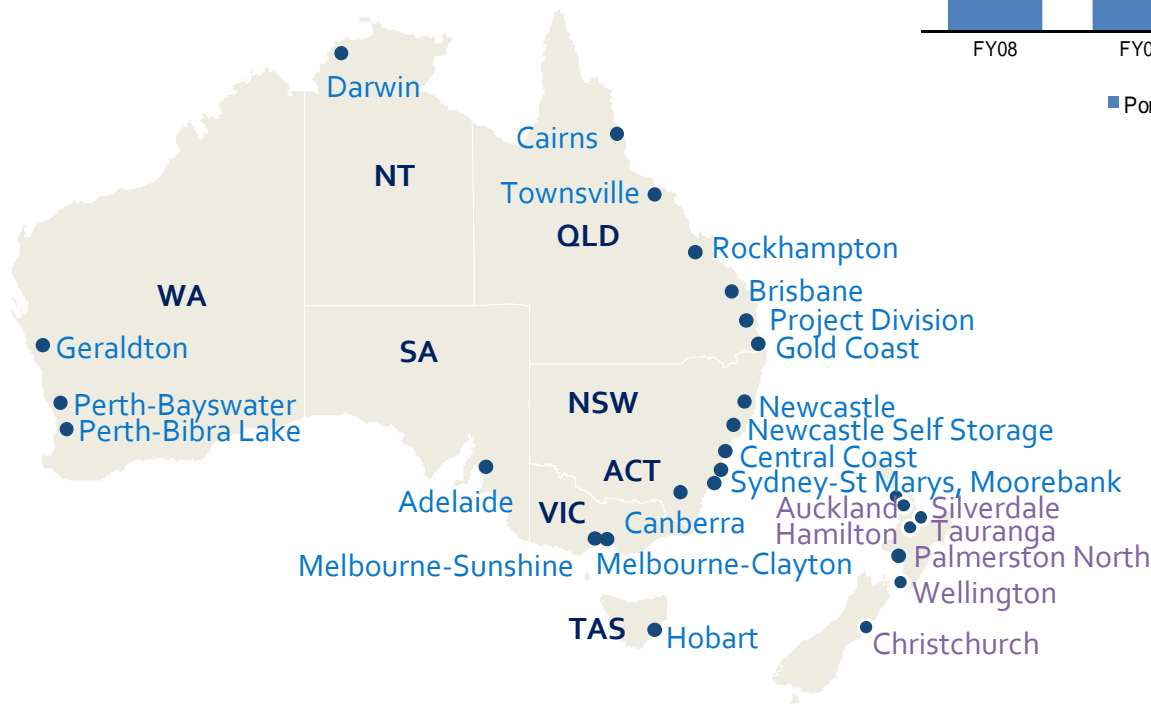 FY08
FY0
Por
Darwin
Cairns
NT
Townsville
QLD
Rockhampton
WA
Brisbane
Project Division
Geraldton
SA
Gold Coast
NSW
Perth-Bayswater
Newcastle
Perth-Bibra Lake
Newcastle Self Storage
Central Coast
ACT
Sydney-St Marys, Moorebank
Adelaide
Auckland
Silverdale
VIC
Canberra
Hamilton
Tauranga
Melbourne-Sunshine
Melbourne-Clayton
Palmerston North
Wellington
TAS
Hobart
Christchurch